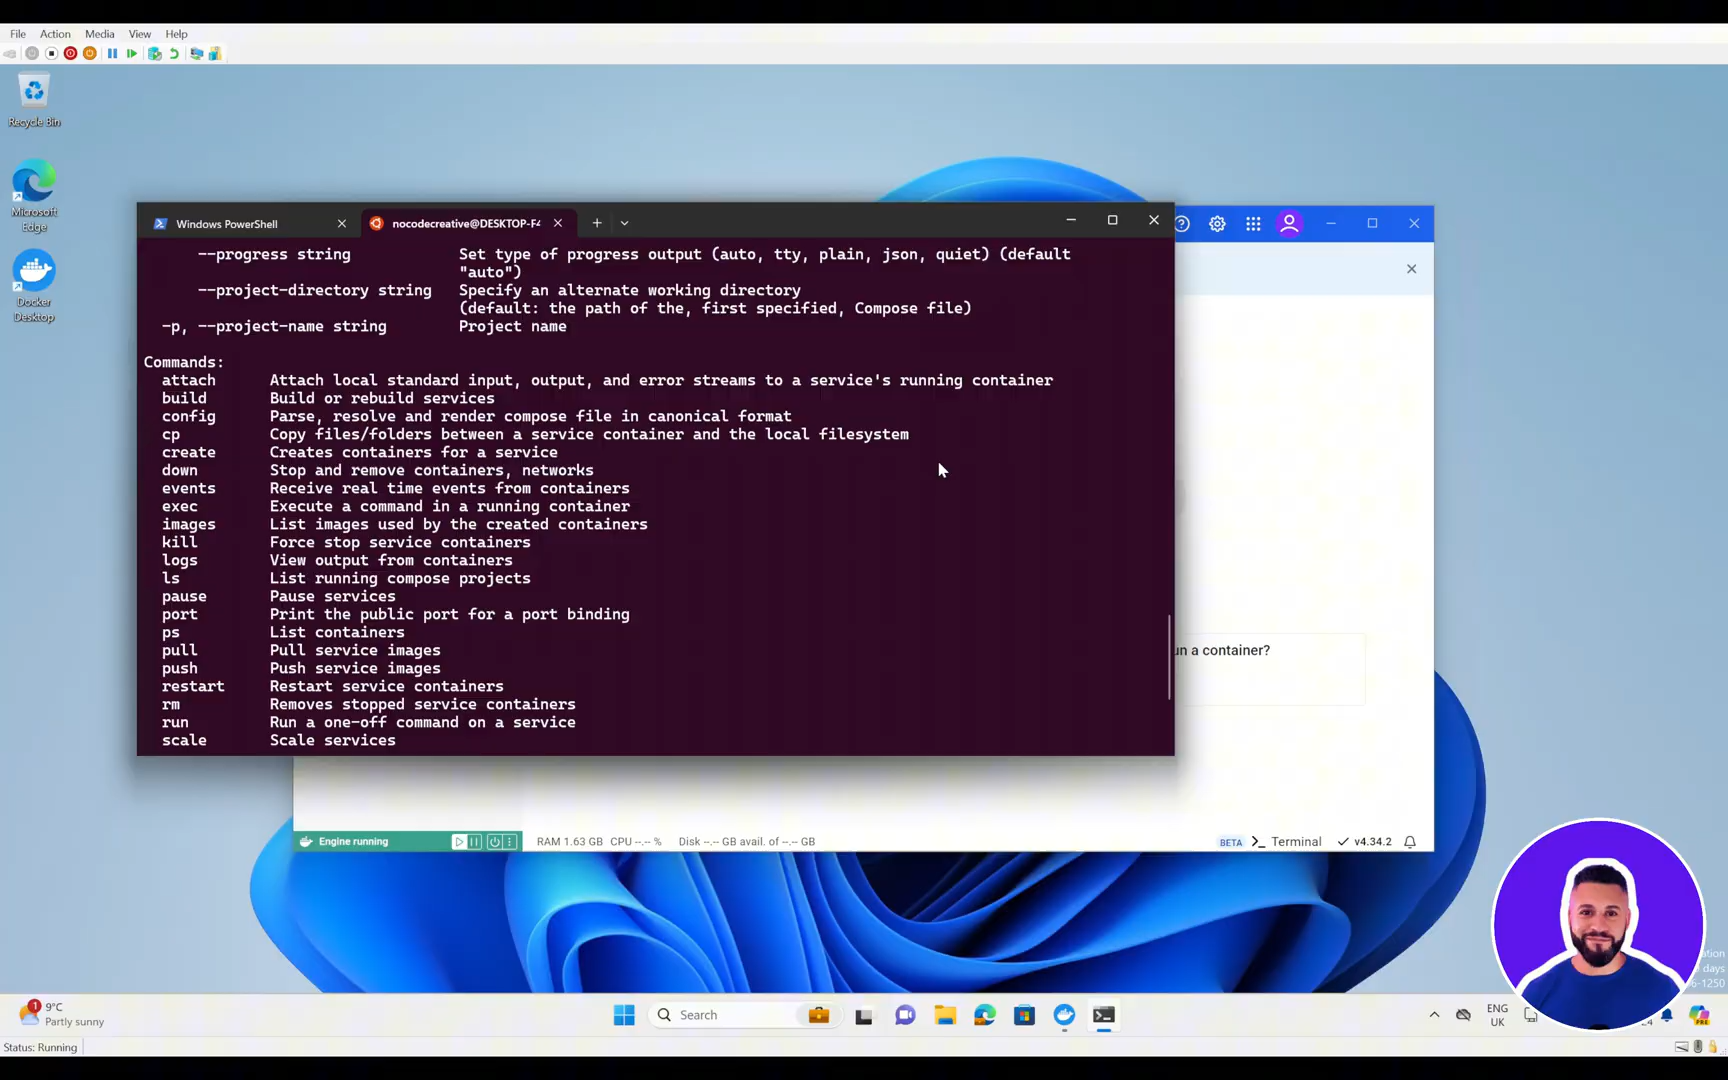 File Action Media View Help
Recycle Bin
Microsoft
Edge
Docker
Desktop
Windows PowerShell
nocodecreative@DESKTOP-F4
--progress string Set type of progress output (auto, tty, plain, json, quiet) (default
"auto")
--project-directory string Specify an alternate working directory
(default: the path of the, first specified, Compose file)
-p, --project-name string Project name
Commands:
attach Attach local standard input, output, and error streams to a service's running container
build Build or rebuild services
config Parse, resolve and render compose file in canonical format
cp Copy files/folders between a service container and the local filesystem
create Creates containers for a service
down Stop and remove containers, networks
events Receive real time events from containers
exec Execute a command in a running container
images List images used by the created containers
kill Force stop service containers
logs View output from containers
ls List running compose projects
pause Pause services
port Print the public port for a port binding
ps List containers
pull Pull service images
push Push service images
restart Restart service containers
rm Removes stopped service containers
run Run a one-off command on a service
scale Scale services
un a container?
Engine running
RAM 1.63 GB CPU --.-- % Disk --.-- GB avail. of --.-- GB
BETA >_ Terminal v4.34.2
ation
days
6-1250
1
9°C
Partly sunny
Search
ENG
UK
PRE
Status: Running